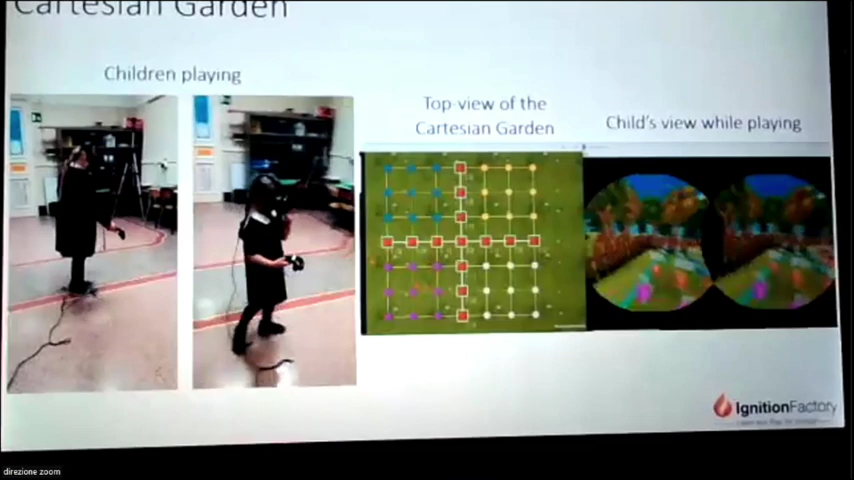 Cartesian Garden
Children playing
Top-view of the
Cartesian Garden
Child's view while playing
IgnitionFactory
direzione zoom